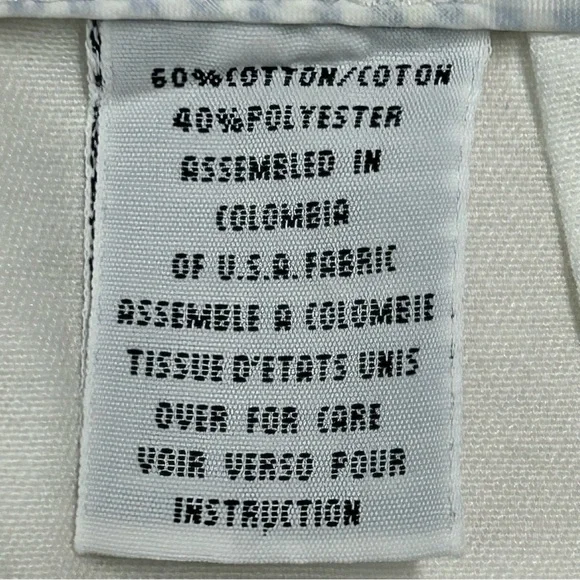 60%COTTON/COTON
40%POLYESTER
ASSEMBLED IN
COLOMBIA
OF U.S.A.FABRIC
ASSEMBLE A COLOMBIE
TISSUE D'ETATS UNIS
OVER FOR CARE
VOIR VERSO POUR
INSTRUCTION